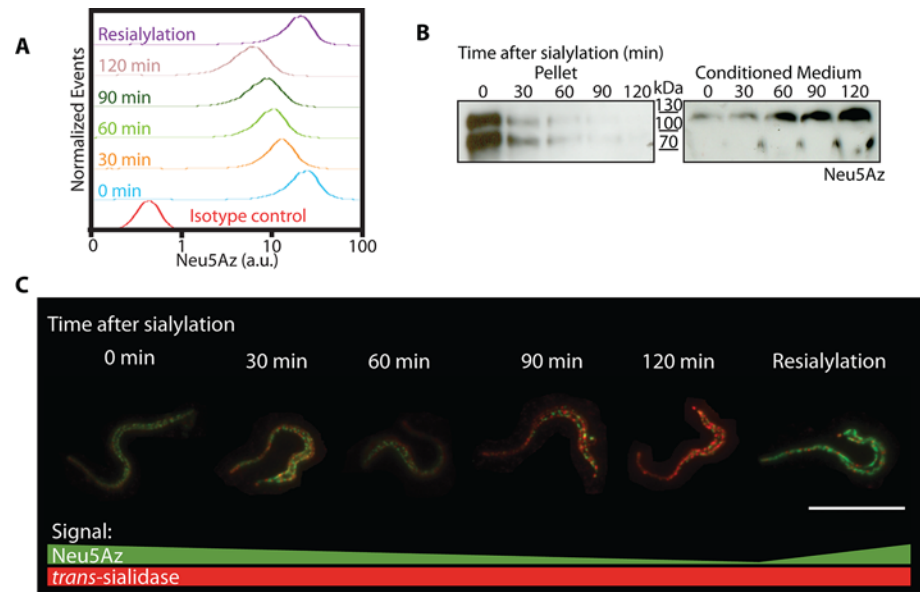 A
Normalized Events
Resialylation
120 min
90 min
60 min
30 min
0 min
Isotype control
0 1 10 100
Neu5Az (a.u.)
B
Time after sialylation (min)
Pellet
Conditioned Medium
0 30 60 90 120
kDa
0 30 60 90 120
130
100
70
Neu5Az
C
Time after sialylation
0 min 30 min 60 min 90 min 120 min Resialylation
Signal:
Neu5Az
trans-sialidase